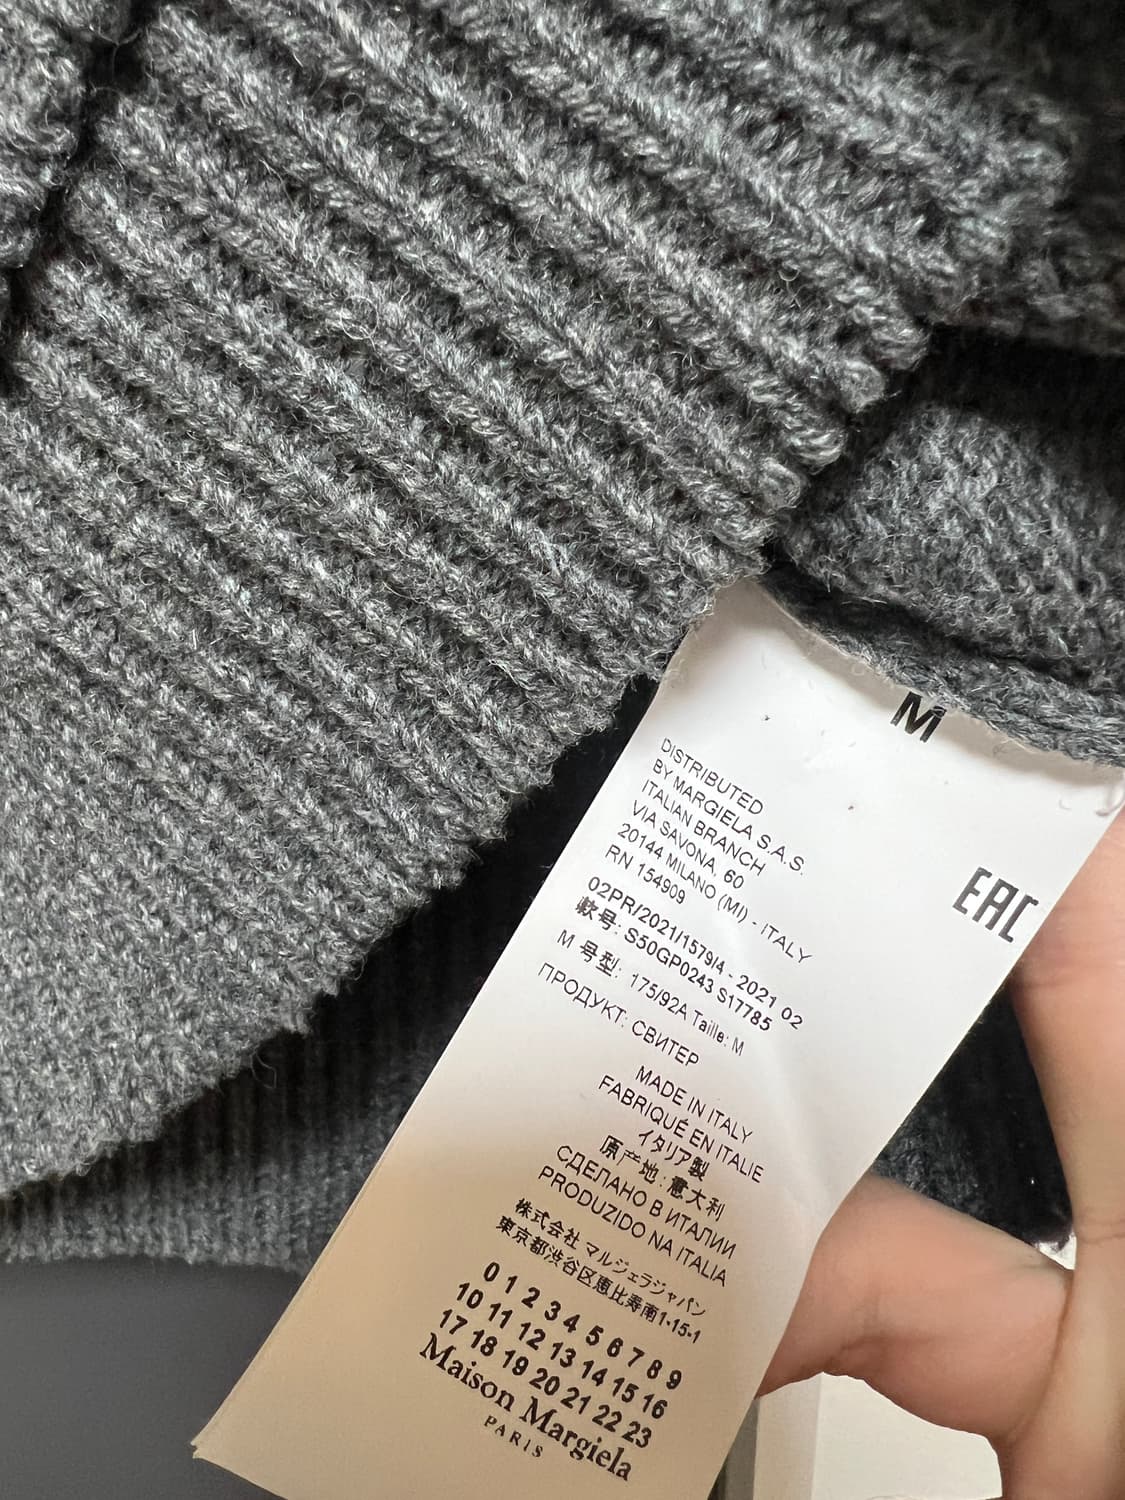 M
DISTRIBUTED
BY MARGIELA S.A.S.
ITALIAN BRANCH
VIA SAVONA, 60
20144 MILANO (MI) - ITALY
RN 154909
EAC
02PR/2021/1579I4 - 2021 02
款号: S50GP0243 S17785
M 号型: 175/92A Taille: M
ПРОДУКТ: СВИТЕР
MADE IN ITALY
FABRIQUÉ EN ITALIE
イタリア製
原产地: 意大利
СДЕЛАНО В ИТАЛИИ
PRODUZIDO NA ITALIA
株式会社 マルジェラジャパン
東京都渋谷区恵比寿南1-15-1
0 1 2 3 4 5 6 7 8 9
10 11 12 13 14 15 16
17 18 19 20 21 22 23
Maison Margiela
PARIS